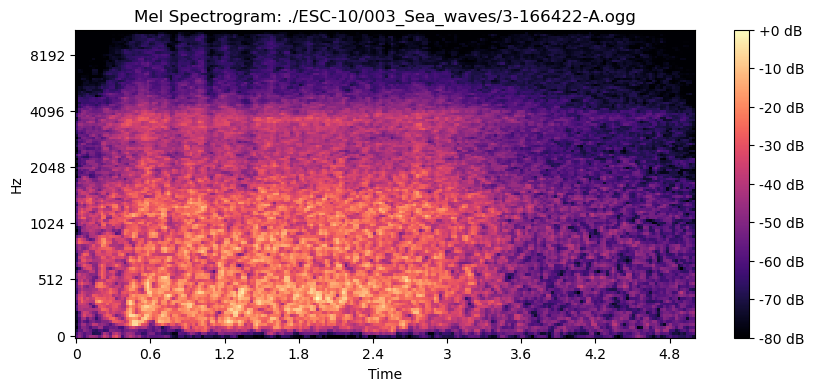 Mel Spectrogram: ./ESC-10/003_Sea_waves/3-166422-A.ogg
Hz
8192
4096
2048
1024
512
0
0 0.6 1.2 1.8 2.4 3 3.6 4.2 4.8
Time
+0 dB
-10 dB
-20 dB
-30 dB
-40 dB
-50 dB
-60 dB
-70 dB
-80 dB